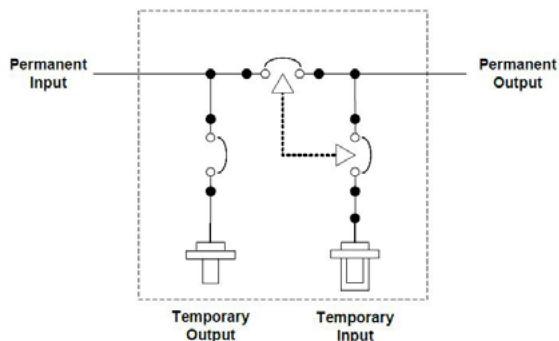 Permanent
Input
Permanent
Output
Temporary
Output
Temporary
Input